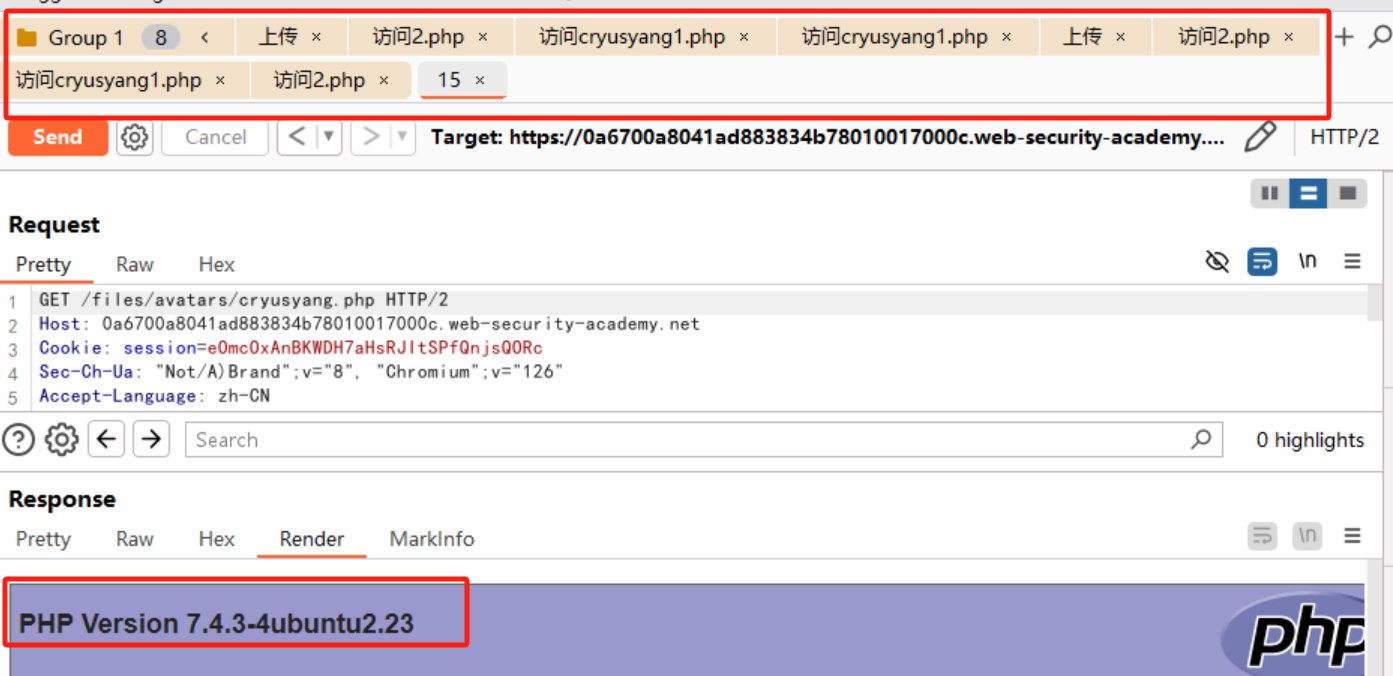 Group 1 8 上传 访问2.php 访问cryusyang1.php 访问cryusyang1.php 上传 访问2.php
访问cryusyang1.php 访问2.php 15
Send Cancel Target: https://0a6700a8041ad883834b78010017000c.web-security-academy.... HTTP/2
Request
Pretty Raw Hex \n
1 GET /files/avatars/cryusyang.php HTTP/2
2 Host: 0a6700a8041ad883834b78010017000c.web-security-academy.net
3 Cookie: session=eOmcOxAnBKWDH7aHsRJItSPfQnjsQORc
4 Sec-Ch-Ua: "Not/A)Brand";v="8", "Chromium";v="126"
5 Accept-Language: zh-CN
Search 0 highlights
Response
Pretty Raw Hex Render MarkInfo \n
PHP Version 7.4.3-4ubuntu2.23
php